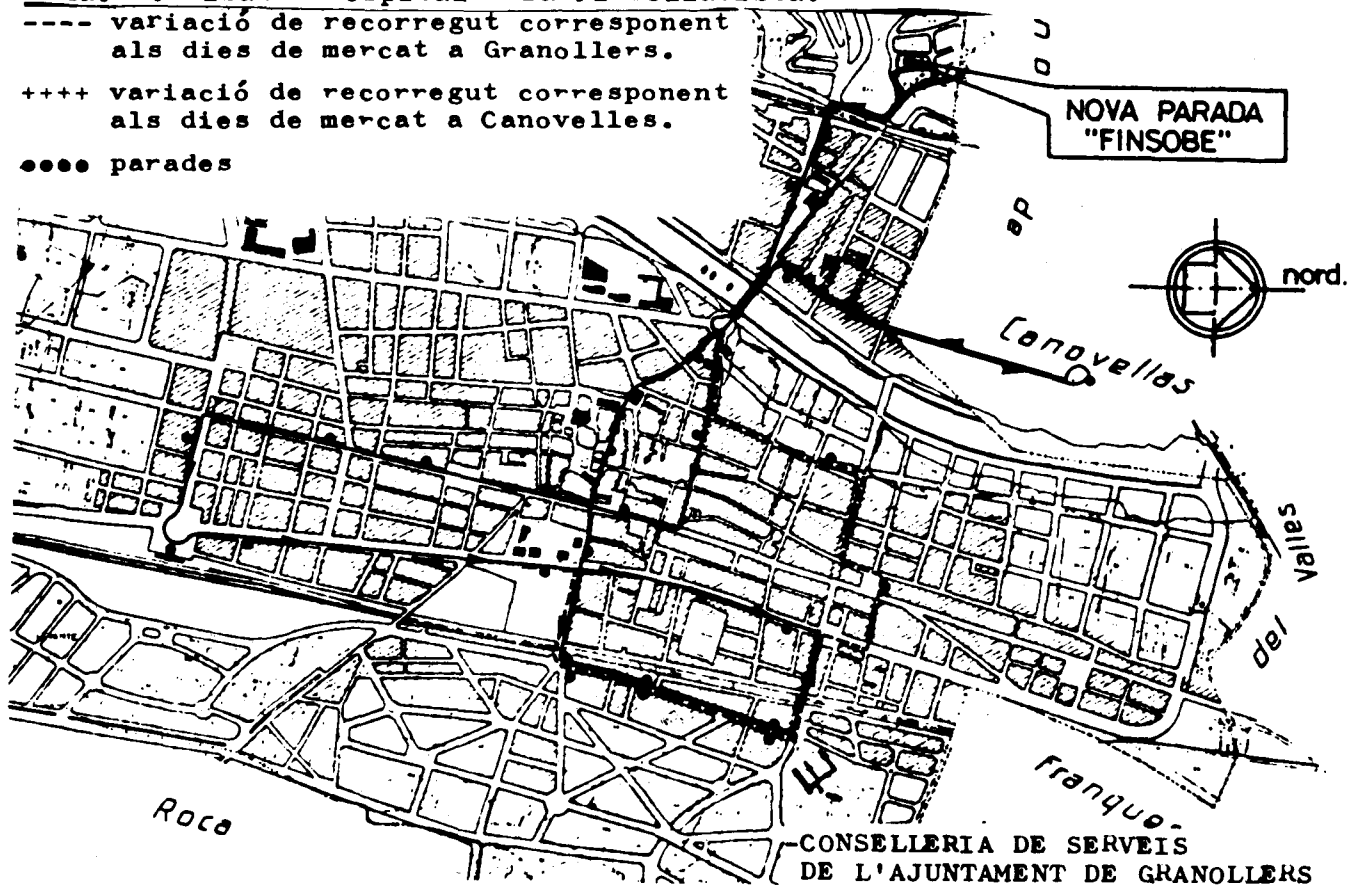 ---- variació de recorregut corresponent
als dies de mercat a Granollers.
++++ variació de recorregut corresponent
als dies de mercat a Canovelles.
●●●● parades
NOVA PARADA
"FINSOBE"
nord.
Canovellas
del Valles
Franque-
Roca
-CONSELLERIA DE SERVEIS
DE L'AJUNTAMENT DE GRANOLLERS